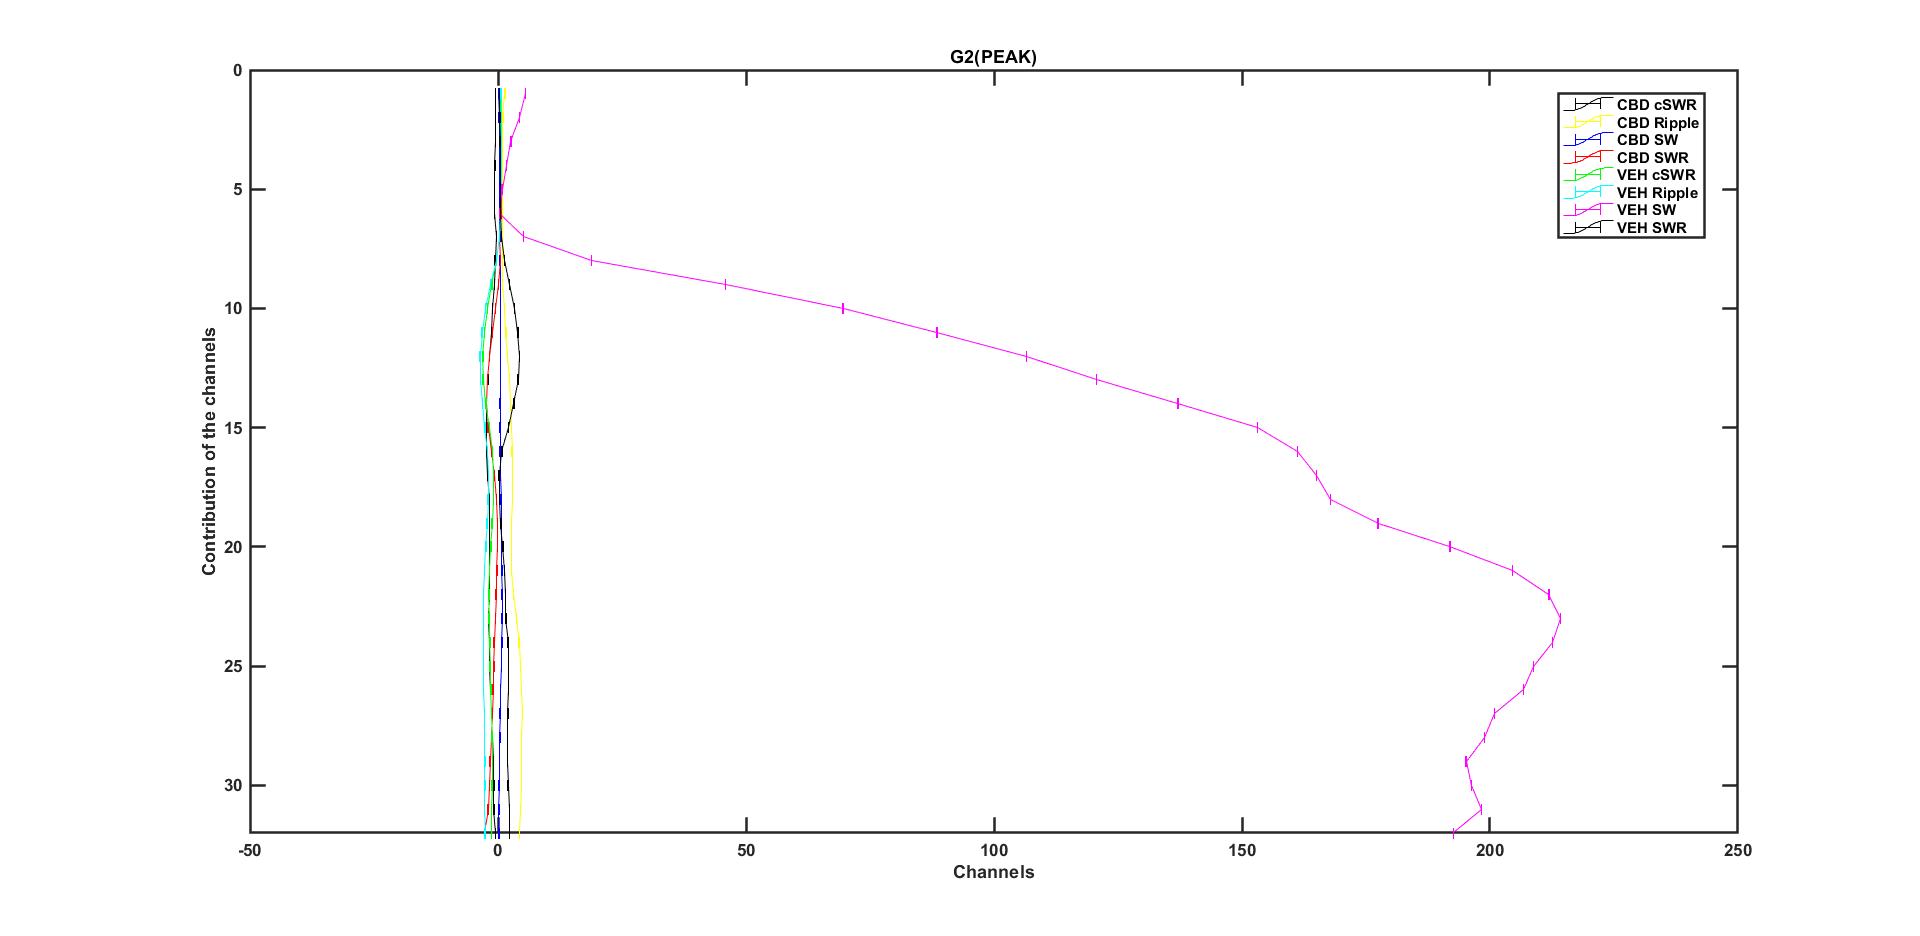 G2(PEAK)
0
5
10
15
20
25
30
Contribution of the channels
CBD cSWR
CBD Ripple
CBD SW
CBD SWR
VEH cSWR
VEH Ripple
VEH SW
VEH SWR
-50 0 50 100 150 200 250
Channels